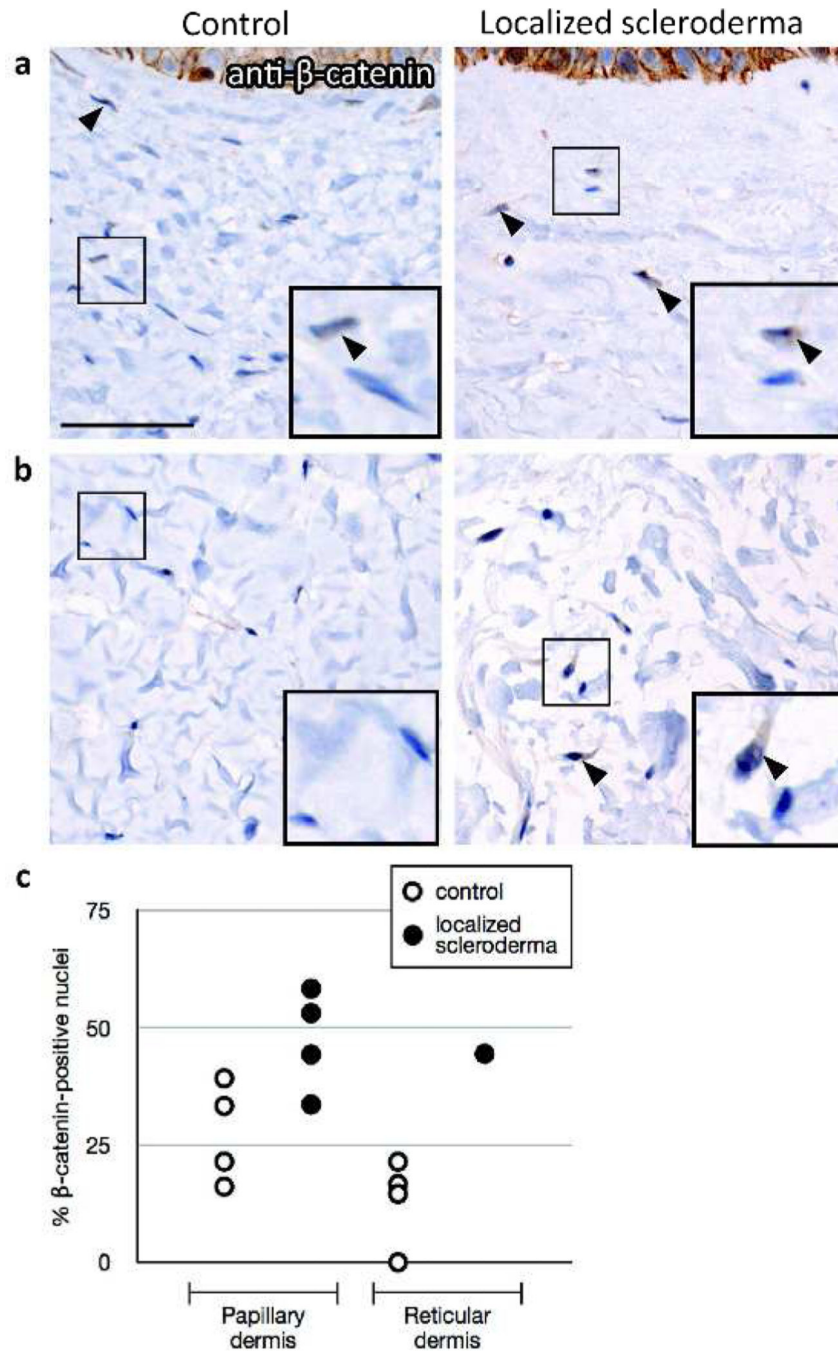 Control
Localized scleroderma
a
anti-β-catenin
b
c
control
localized
scleroderma
% β-catenin-positive nuclei
75
50
25
0
Papillary
dermis
Reticular
dermis